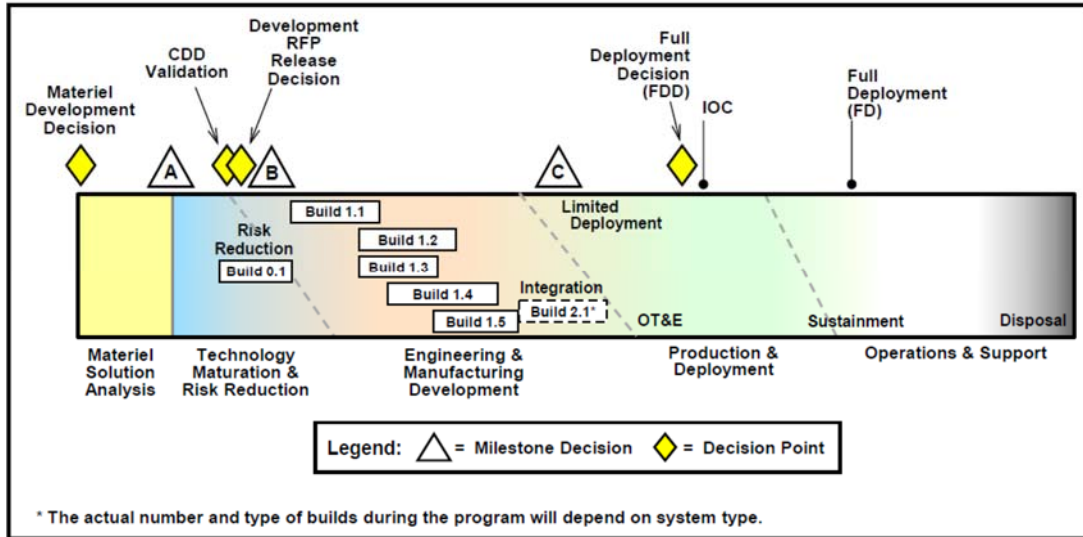 Materiel
Development
Decision
CDD
Validation
Development
RFP
Release
Decision
Full
Deployment
Decision
(FDD)
IOC
Full
Deployment
(FD)
A
B
C
Build 1.1
Limited
Deployment
Risk
Reduction
Build 1.2
Build 0.1
Build 1.3
Build 1.4
Integration
Build 2.1*
Build 1.5
OT&E
Sustainment
Disposal
Materiel
Solution
Analysis
Technology
Maturation &
Risk Reduction
Engineering &
Manufacturing
Development
Production &
Deployment
Operations & Support
Legend: = Milestone Decision = Decision Point
* The actual number and type of builds during the program will depend on system type.